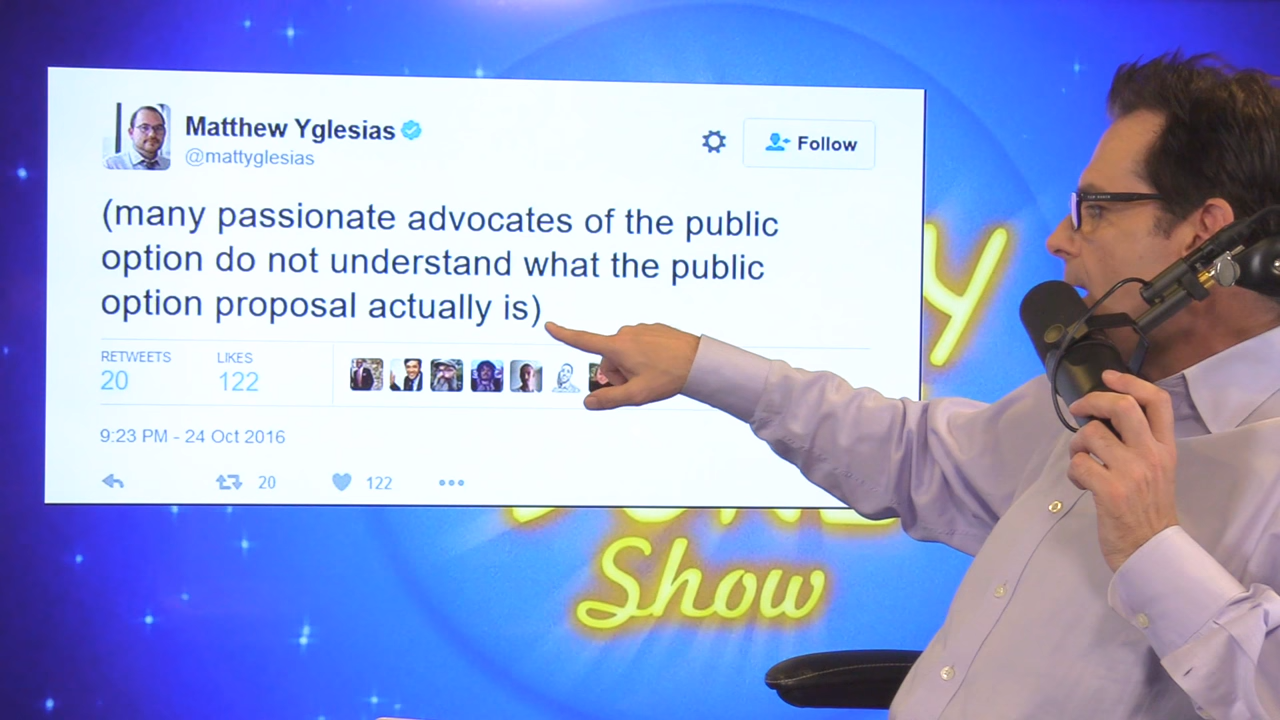 Matthew Yglesias
@mattyglesias
Follow
(many passionate advocates of the public
option do not understand what the public
option proposal actually is)
RETWEETS
LIKES
20
122
9:23 PM - 24 Oct 2016
20
122
Show